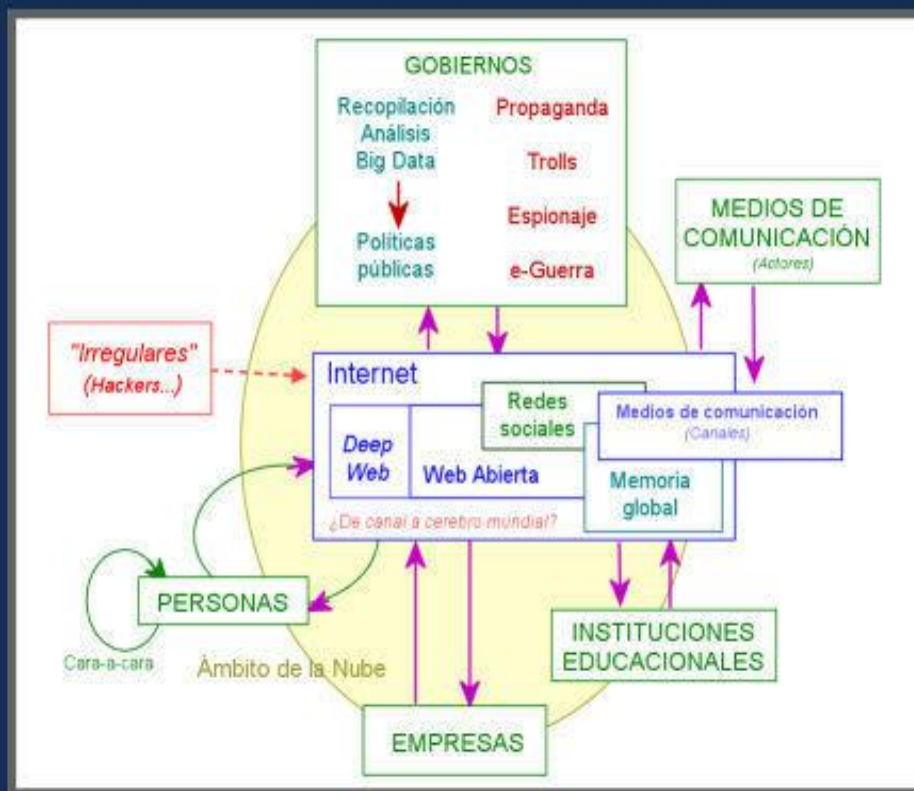 GOBIERNOS
Recopilación
Análisis
Big Data
Políticas
públicas
Propaganda
Trolls
Espionaje
e-Guerra
MEDIOS DE
COMUNICACIÓN
(Actores)
"Irregulares"
(Hackers...)
Internet
Redes
sociales
Medios de comunicación
(Canales)
Deep
Web
Web Abierta
Memoria
global
¿De canal a cerebro mundial?
PERSONAS
Cara-a-cara
Ámbito de la Nube
INSTITUCIONES
EDUCACIONALES
EMPRESAS